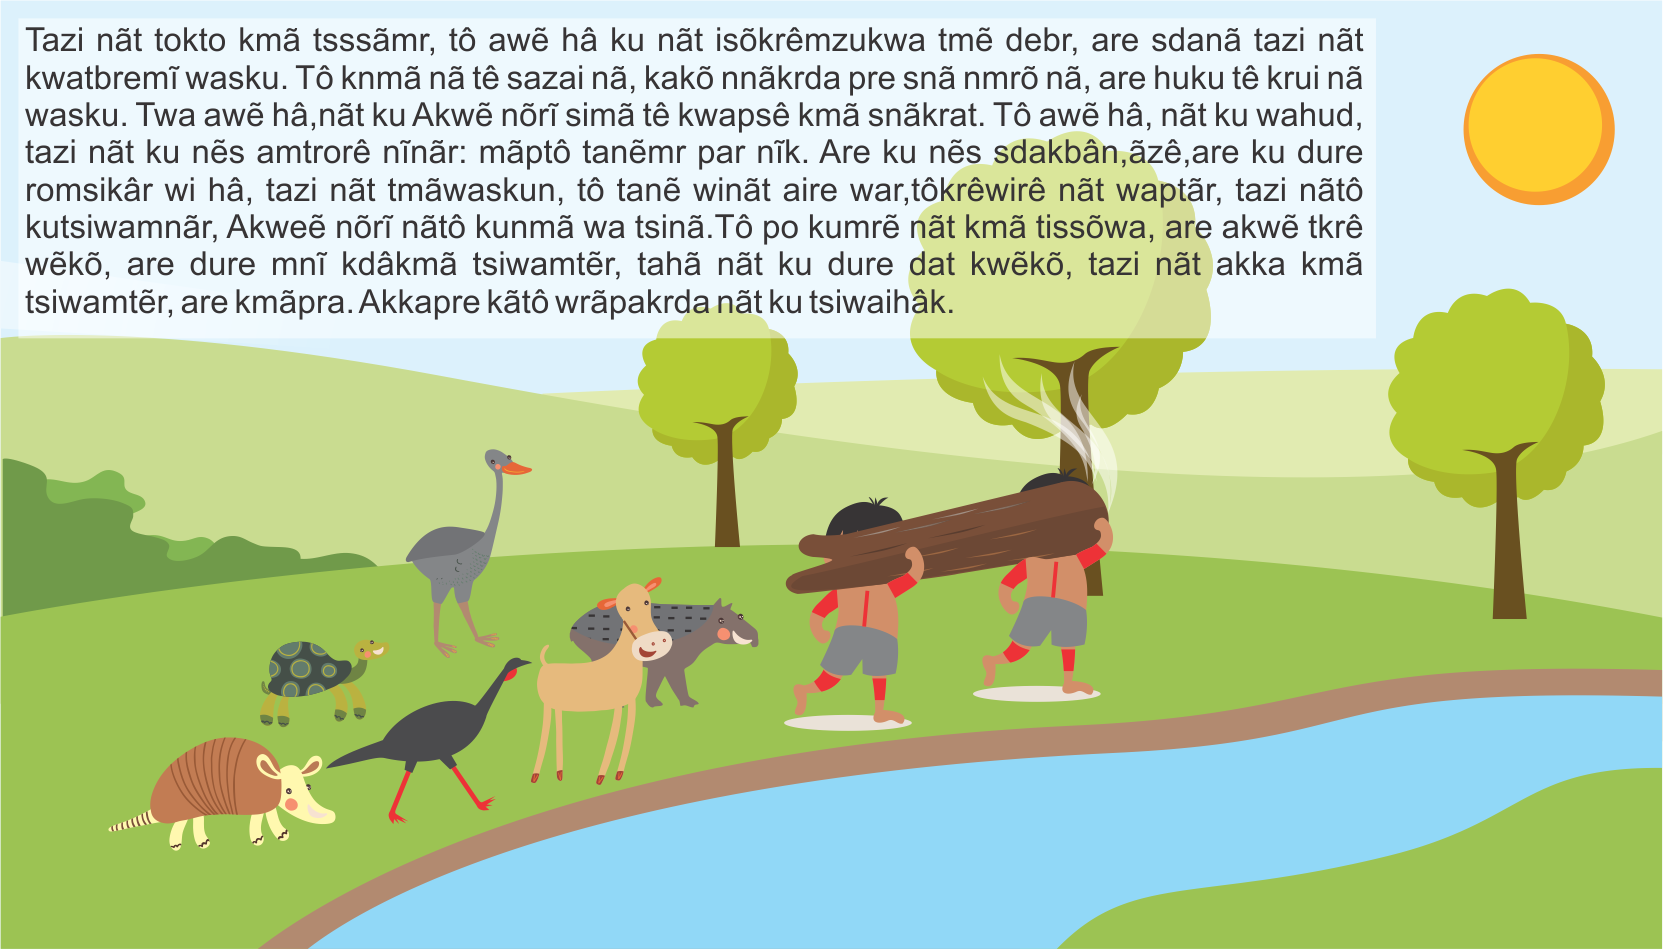 Tazi nãt tokto kmã tsssãmr, tô awẽ hâ ku nãt isõkrêmzukwa tmẽ debr, are sdanã tazi nãt
kwatbremĩ wasku. Tô knmã nã tê sazai nã, kakõ nnãkrda pre snã nmrõ nã, are huku tê krui nã
wasku. Twa awẽ hâ,nãt ku Akwẽ nõrĩ simã tê kwapsê kmã snãkrat. Tô awẽ hâ, nãt ku wahud,
tazi nãt ku nẽs amtrorê nĩnãr: mãptô tanẽmr par nĩk. Are ku nẽs sdakbân,ãzê,are ku dure
romsikâr wi hâ, tazi nãt tmãwaskun, tô tanẽ winãt aire war,tôkrêwirê nãt waptãr, tazi nãtô
kutsiwamnãr, Akweẽ nõrĩ nãtô kunmã wa tsinã.Tô po kumrẽ nãt kmã tissõwa, are akwẽ tkrê
wẽkõ, are dure mnĩ kdâkmã tsiwamtẽr, tahã nãt ku dure dat kwẽkõ, tazi nãt akka kmã
tsiwamtẽr, are kmãpra. Akkapre kãtô wrãpakrda nãt ku tsiwaihâk.